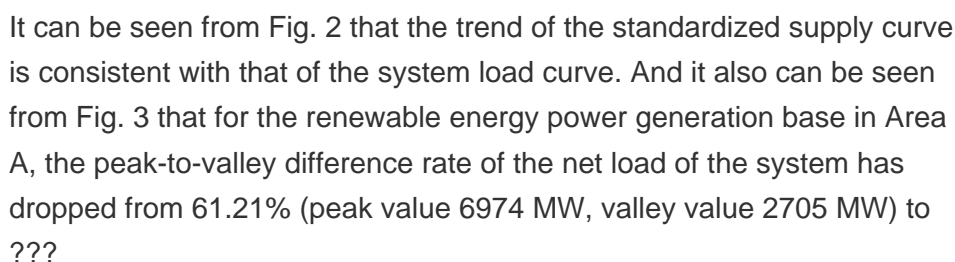 It can be seen from Fig. 2 that the trend of the standardized supply curve
is consistent with that of the system load curve. And it also can be seen
from Fig. 3 that for the renewable energy power generation base in Area
A, the peak-to-valley difference rate of the net load of the system has
dropped from 61.21% (peak value 6974 MW, valley value 2705 MW) to
???